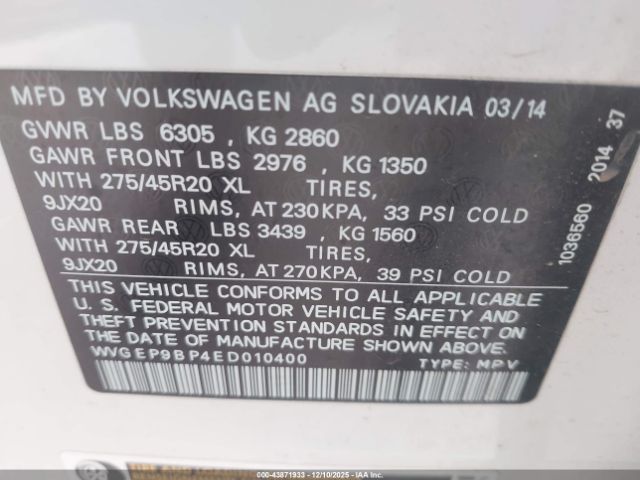 MFD BY VOLKSWAGEN AG SLOVAKIA 03/14
GVWR LBS 6305 , KG 2860
GAWR FRONT LBS 2976 , KG 1350
WITH 275/45R20 XL TIRES,
9JX20 RIMS, AT 230KPA, 33 PSI COLD
GAWR REAR LBS 3439 , KG 1560
WITH 275/45R20 XL TIRES,
9JX20 RIMS, AT 270KPA, 39 PSI COLD
THIS VEHICLE CONFORMS TO ALL APPLICABLE
U. S. FEDERAL MOTOR VEHICLE SAFETY AND
THEFT PREVENTION STANDARDS IN EFFECT ON
THE DATE OF MANUFACTURE SHOWN ABOVE.
WVGEP9BP4ED010400 TYPE: MPV
1036560 2014 37
TIRE AND
000-43871933 - 12/10/2025 - Copyright © IAA